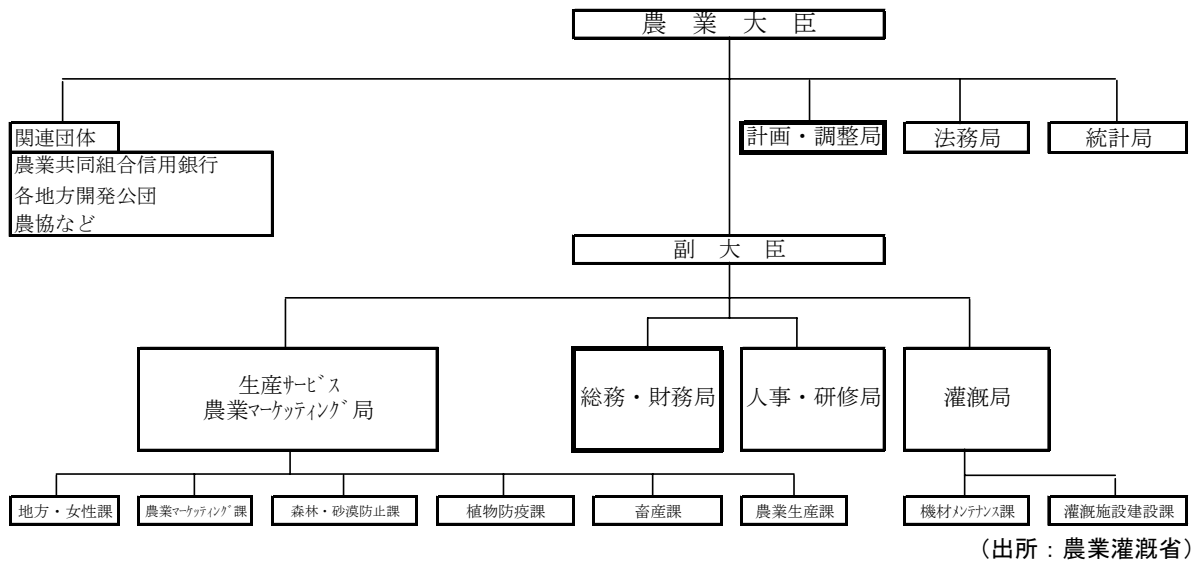 農 業 大 臣
関連団体
農業共同組合信用銀行
各地方開発公団
農協など
計画・調整局
法務局
統計局
副 大 臣
生産ｻｰﾋﾞｽ
農業ﾏｰｹｯﾃｨﾝｸﾞ局
総務・財務局
人事・研修局
灌漑局
地方・女性課
農業ﾏｰｹｯﾃｨﾝｸﾞ課
森林・砂漠防止課
植物防疫課
畜産課
農業生産課
機材ﾒﾝﾃﾅﾝｽ課
灌漑施設建設課
（出所：農業灌漑省）